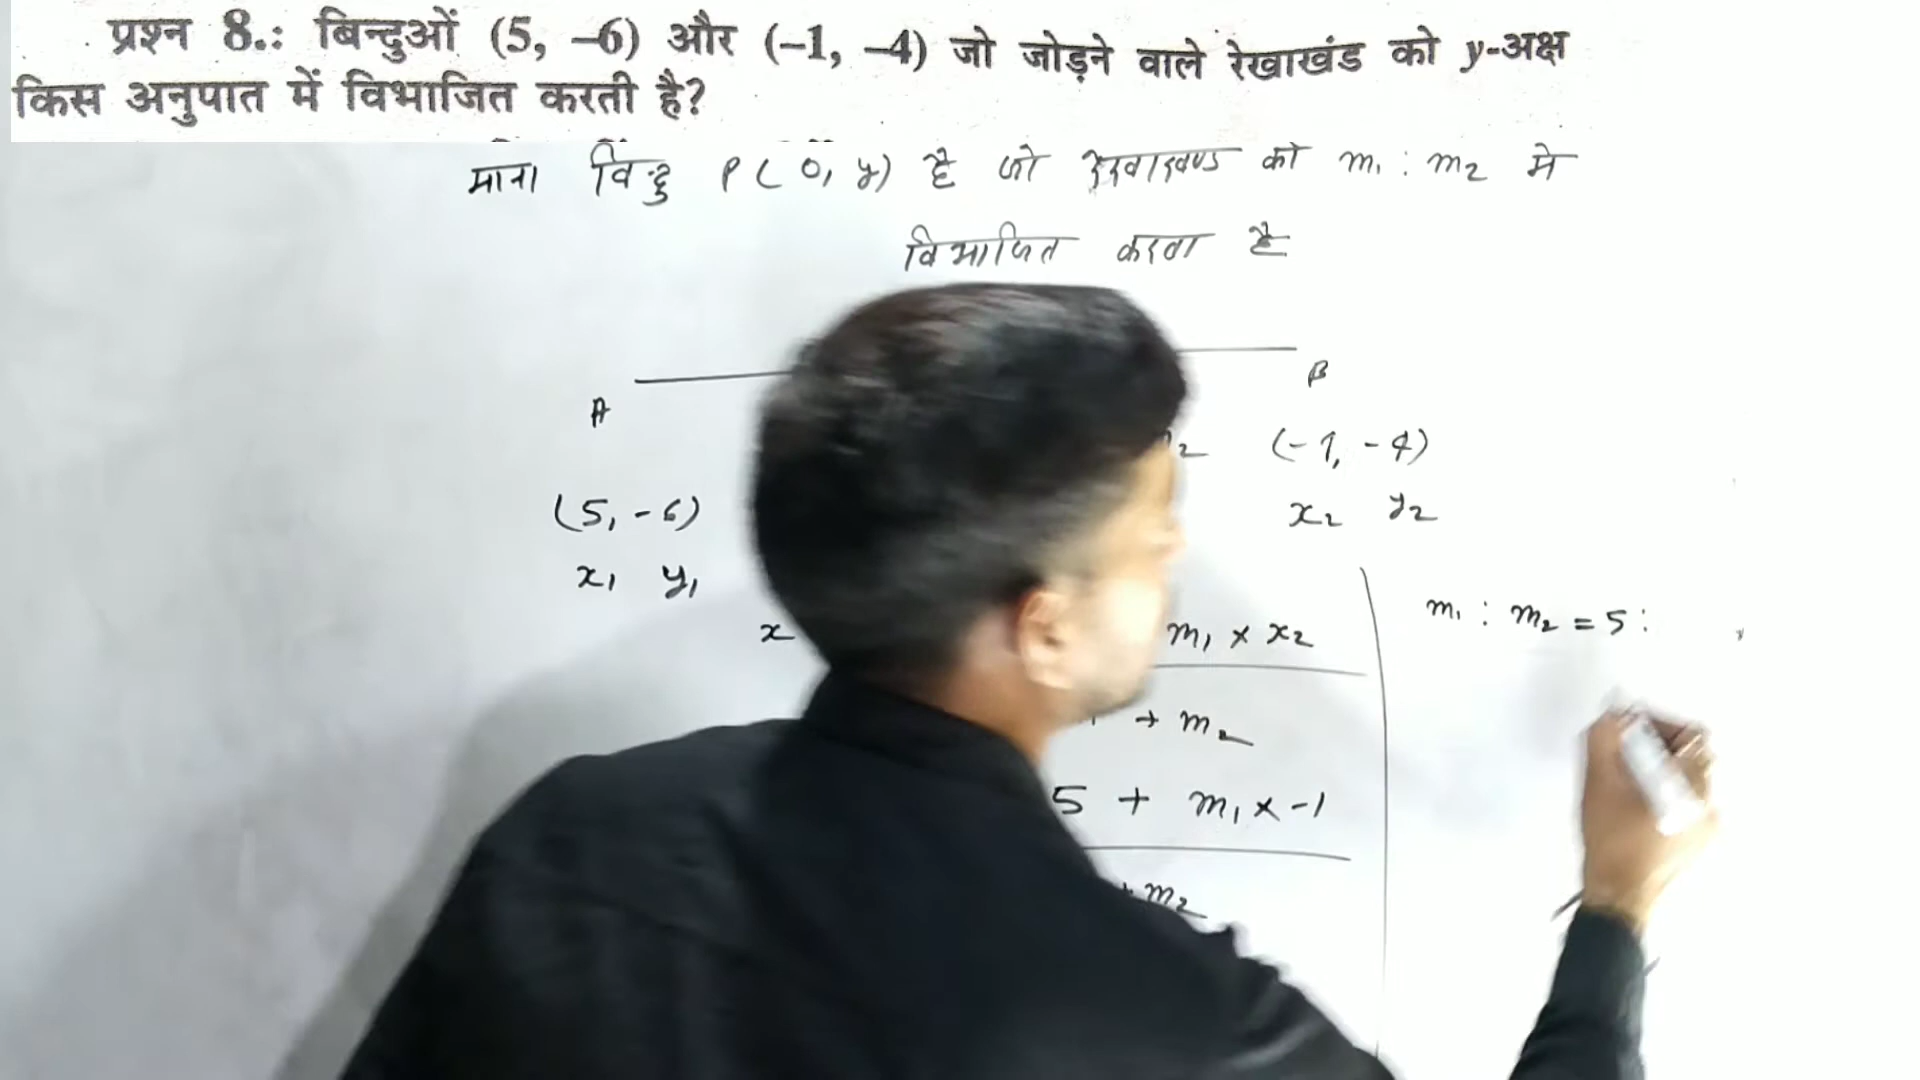 प्रश्न 8.: बिन्दुओं (5, –6) और (–1, –4) जो जोड़ने वाले रेखाखंड को y-अक्ष
किस अनुपात में विभाजित करती है?
माना बिन्दु P ( 0, y) है जो रेखाखण्ड को m₁ : m₂ मे
विभाजित करता है
A B
(5, -6) (-1, -4)
x₁ y₁ x₂ y₂
x m₁ × x₂
+ m₂
5 + m₁ × -1
+ m₂
m₁ : m₂ = 5 :